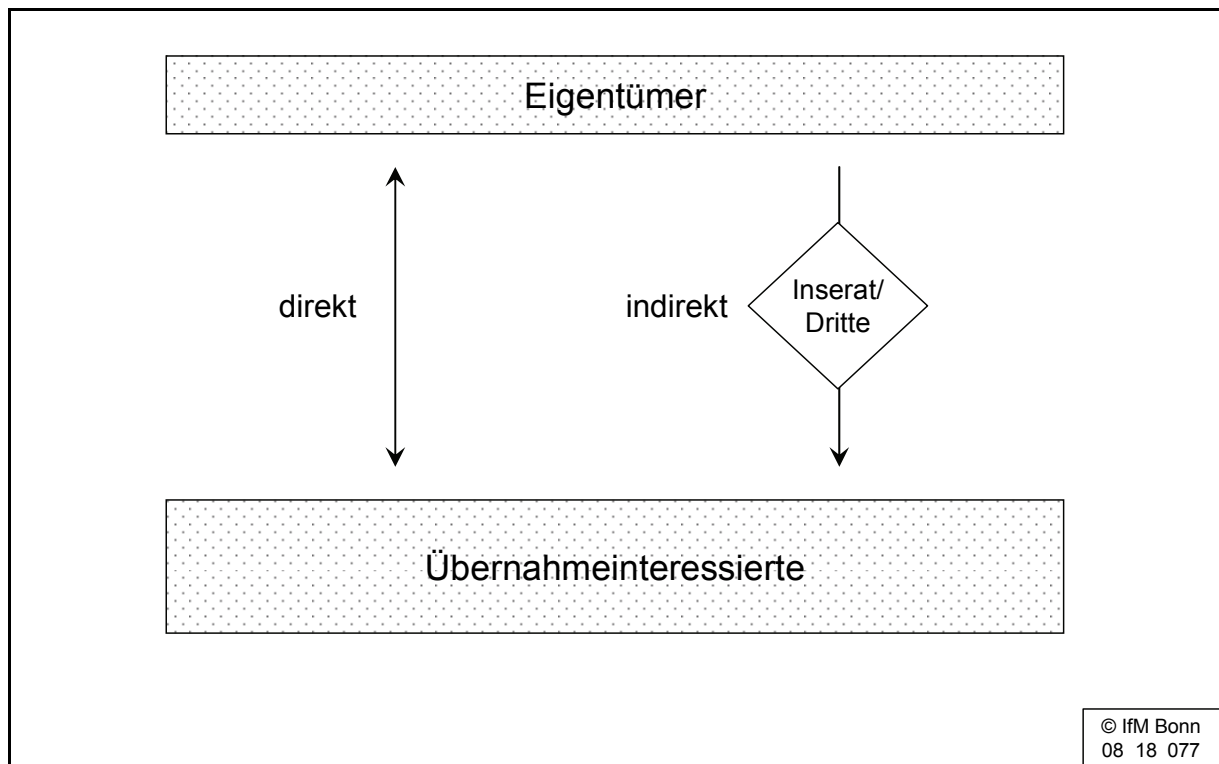 Eigentümer
direkt
indirekt
Inserat/
Dritte
Übernahmeinteressierte
© IfM Bonn
08 18 077